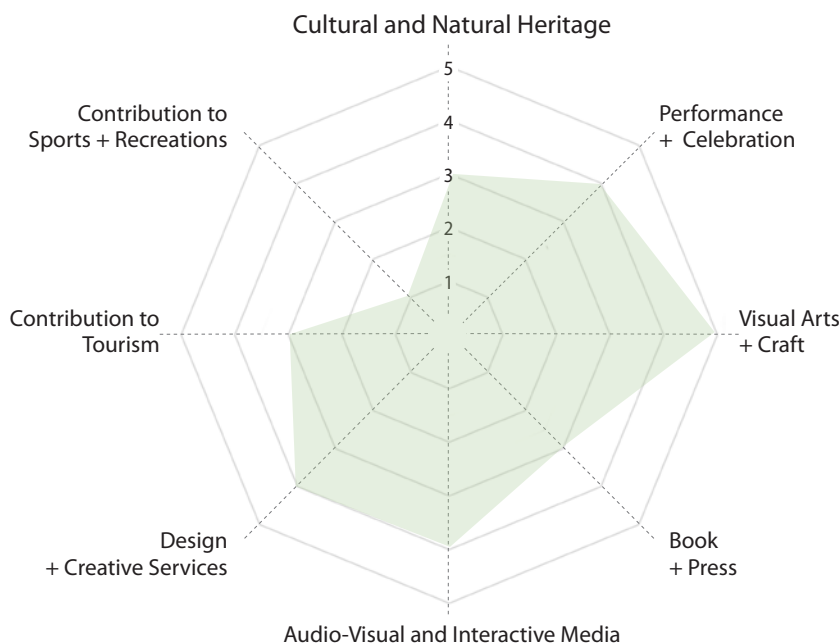 Cultural and Natural Heritage
5
4
3
2
1
Contribution to
Sports + Recreations
Performance
+ Celebration
Contribution to
Tourism
Visual Arts
+ Craft
Design
+ Creative Services
Book
+ Press
Audio-Visual and Interactive Media